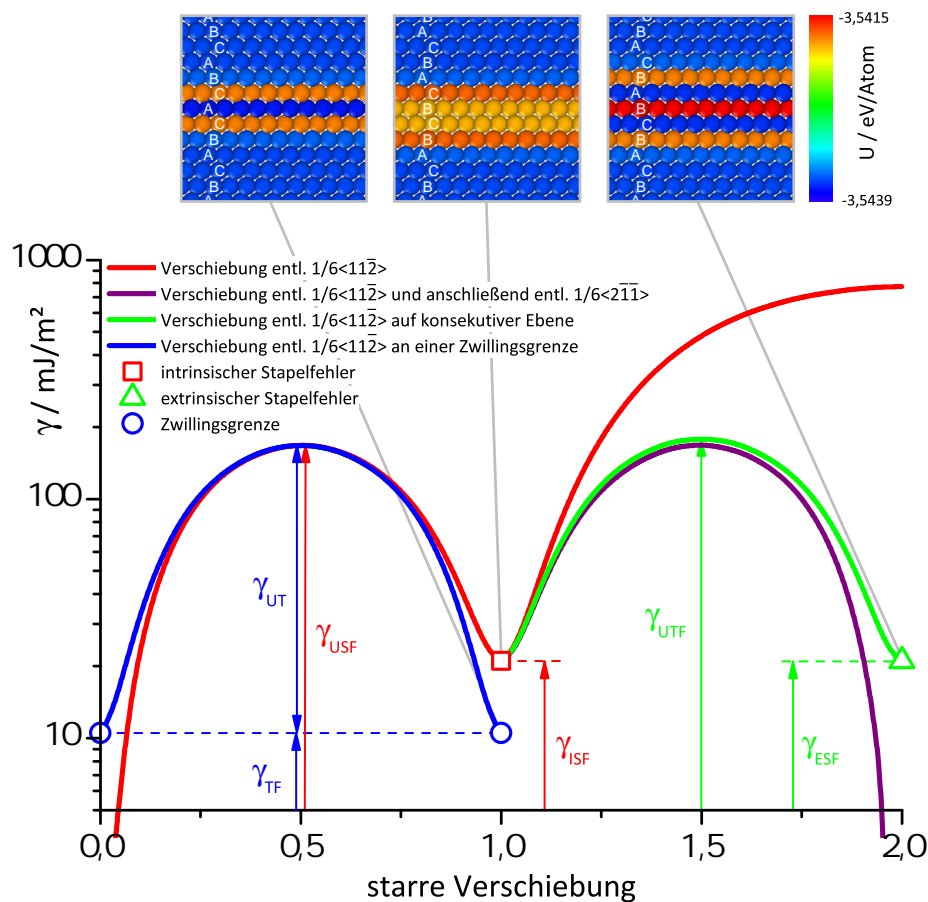 A
B
C
A
B
C
A
C
B
A
C
B
A
A
B
C
A
B
C
B
C
B
A
C
B
A
A
B
C
A
B
A
B
C
B
A
C
B
A
-3,5415
U / eV/Atom
-3,5439
1000
100
10
γ / mJ/m²
Verschiebung entl. 1/6<112̅>
Verschiebung entl. 1/6<112̅> und anschließend entl. 1/6<21̅1̅>
Verschiebung entl. 1/6<112̅> auf konsekutiver Ebene
Verschiebung entl. 1/6<112̅> an einer Zwillingsgrenze
intrinsischer Stapelfehler
extrinsischer Stapelfehler
Zwillingsgrenze
γUT
γUSF
γUTF
γTF
γISF
γESF
0,0 0,5 1,0 1,5 2,0
starre Verschiebung